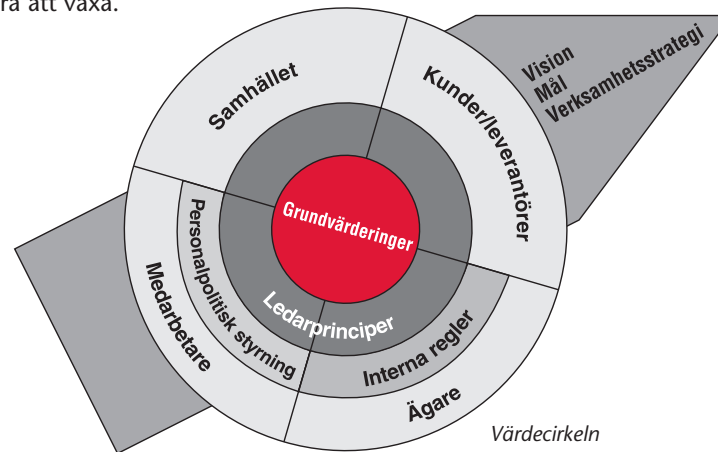 ra att växa.
Samhället
Kunder/leverantörer
Vision
Mål
Verksamhetsstrategi
Grundvärderingar
Personalpolitisk styrning
Medarbetare
Ledarprinciper
Interna regler
Ägare
Värdecirkeln